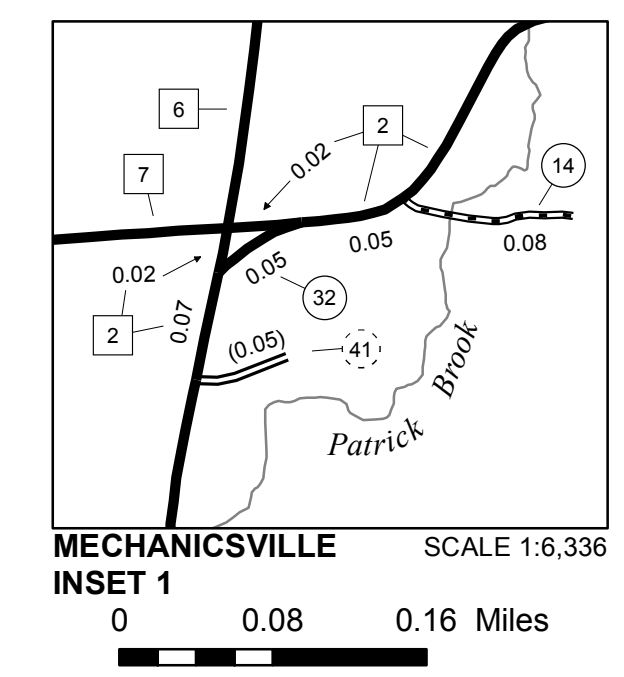 6
2
0.02
14
7
0.05
0.08
0.02
0.05
32
2
0.07
(0.05)
41
Patrick Brook
MECHANICSVILLE
INSET 1
SCALE 1:6,336
0 0.08 0.16 Miles